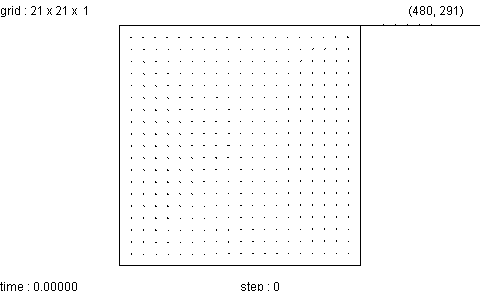 grid : 21 x 21 x 1 (480, 291)
time : 0.00000 step : 0